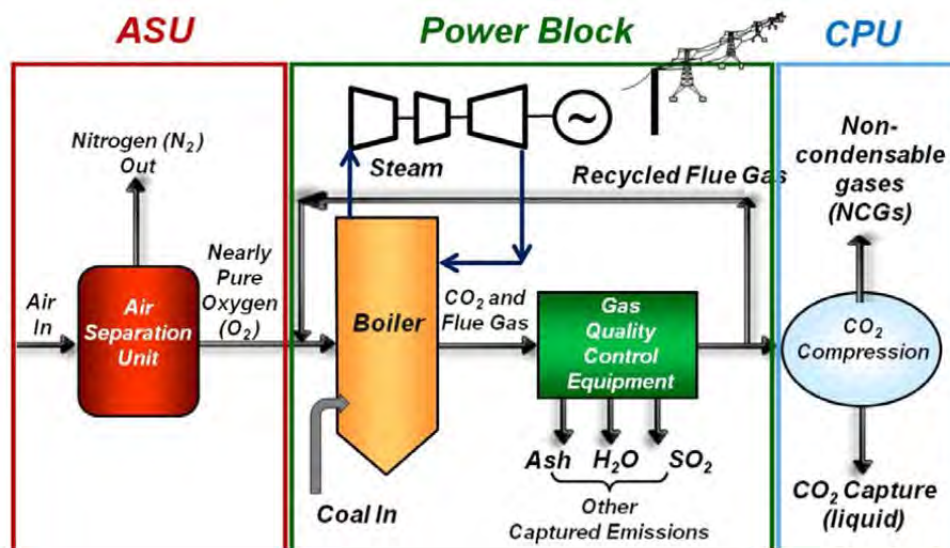 ASU
Power Block
CPU
Nitrogen (N₂)
Out
Air
In
Air
Separation
Unit
Nearly
Pure
Oxygen
(O₂)
Steam
Recycled Flue Gas
Boiler
Coal In
CO₂ and
Flue Gas
Gas
Quality
Control
Equipment
Ash H₂O SO₂
Other
Captured Emissions
Non-
condensable
gases
(NCGs)
CO₂
Compression
CO₂ Capture
(liquid)